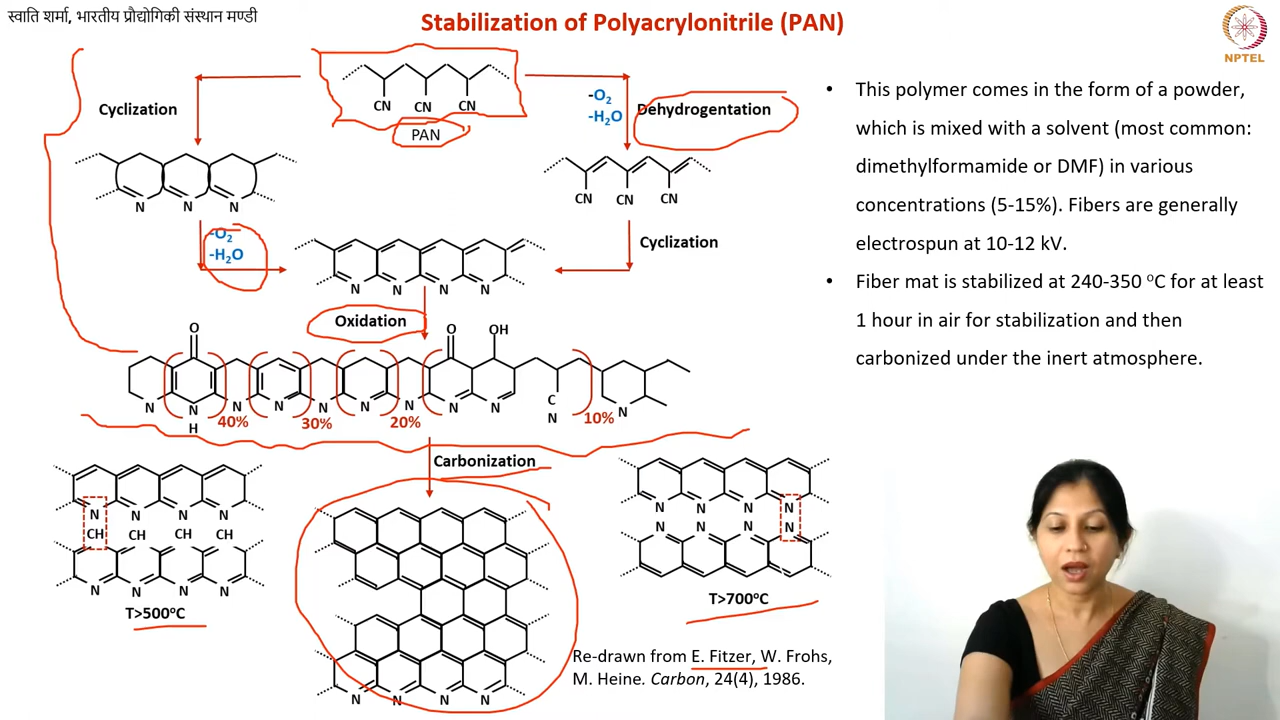 स्वाति शर्मा, भारतीय प्रौद्योगिकी संस्थान मण्डी
Stabilization of Polyacrylonitrile (PAN)
NPTEL
Cyclization
CN CN CN
PAN
-O2
-H2O
Dehydrogentation
N N N
CN CN CN
-O2
-H2O
Cyclization
N N N N
Oxidation
O O OH
N N H N N N N N N N C N N
40% 30% 20% 10%
Carbonization
N N N N
CH CH CH CH
N N N N
T>500°C
N N N N
N N N N
N N N N
T>700°C
Re-drawn from E. Fitzer, W. Frohs,
M. Heine. Carbon, 24(4), 1986.
• This polymer comes in the form of a powder,
which is mixed with a solvent (most common:
dimethylformamide or DMF) in various
concentrations (5-15%). Fibers are generally
electrospun at 10-12 kV.
• Fiber mat is stabilized at 240-350 °C for at least
1 hour in air for stabilization and then
carbonized under the inert atmosphere.